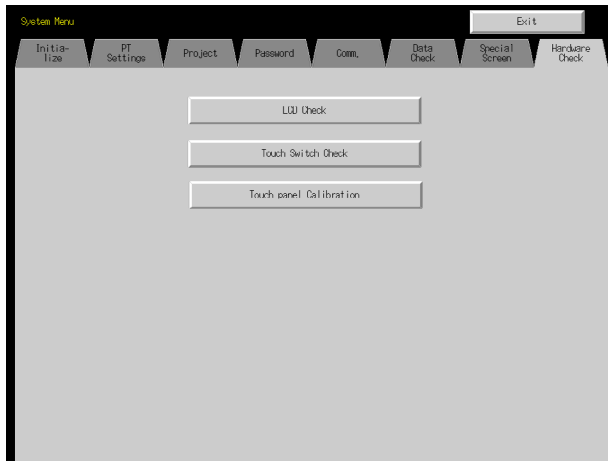 System Menu
Exit
Initia-
lize
PT
Settings
Project
Password
Comm.
Data
Check
Special
Screen
Hardware
Check
LCD Check
Touch Switch Check
Touch panel Calibration